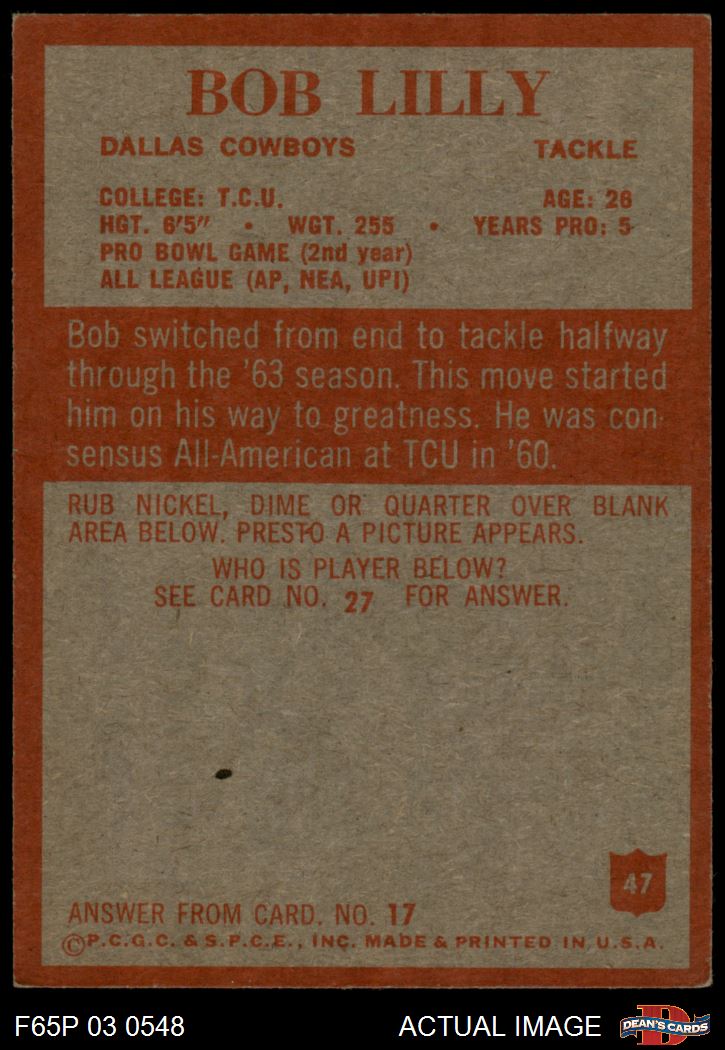 BOB LILLY
DALLAS COWBOYS TACKLE
COLLEGE: T.C.U. AGE: 26
HGT. 6'5" • WGT. 255 • YEARS PRO: 5
PRO BOWL GAME (2nd year)
ALL LEAGUE (AP, NEA, UPI)
Bob switched from end to tackle halfway
through the '63 season. This move started
him on his way to greatness. He was con-
sensus All-American at TCU in '60.
RUB NICKEL, DIME OR QUARTER OVER BLANK
AREA BELOW. PRESTO A PICTURE APPEARS.
WHO IS PLAYER BELOW?
SEE CARD NO. 27 FOR ANSWER.
47
ANSWER FROM CARD. NO. 17
©P.C.G.C. & S.P.C.E., INC. MADE & PRINTED IN U.S.A.
F65P 03 0548 ACTUAL IMAGE D DEAN'S CARDS